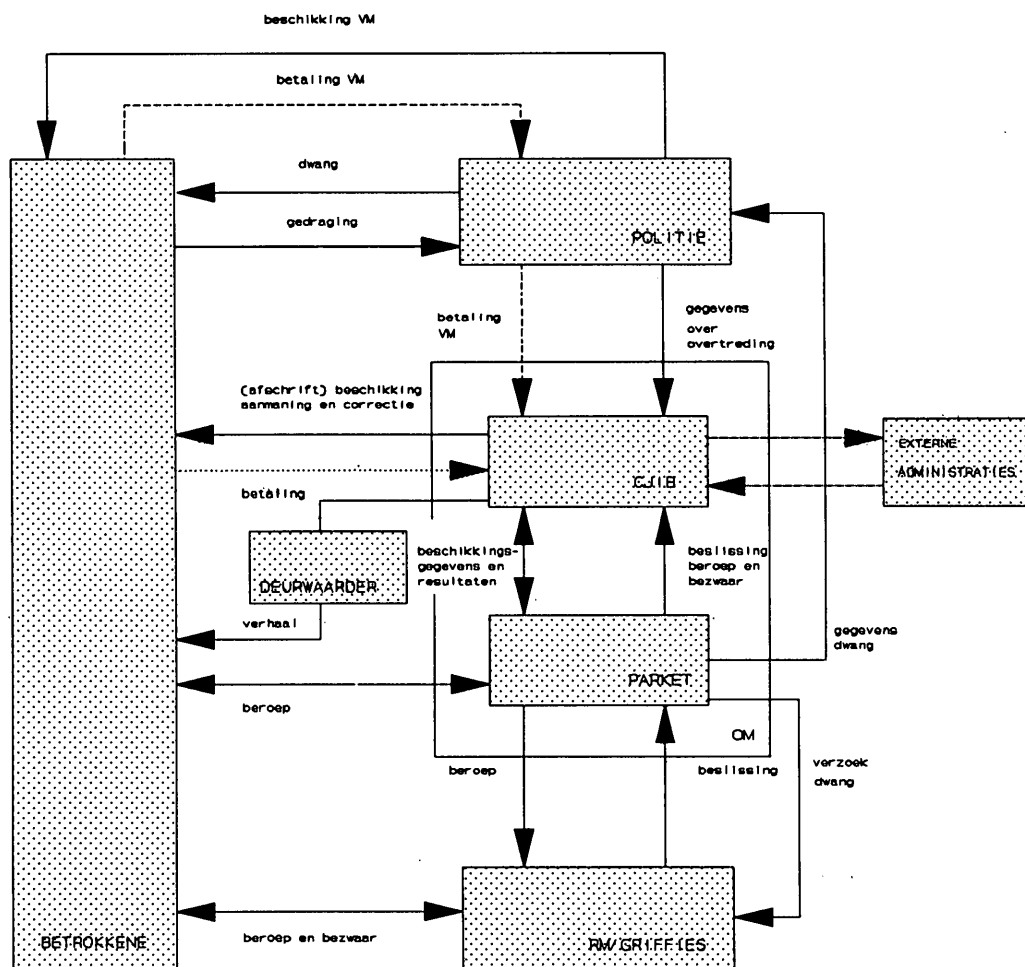 beschikking VM
betaling VM
dwang
gedraging
POLITIE
betaling
VM
gegevens
over
overtreding
(afschrift) beschikking
aanmaning en correctie
EXTERNE
ADMINISTRATIES
CJIB
betaling
beschikkings-
gegevens en
resultaten
beslissing
beroep en
bezwaar
DEURWAARDER
verhaal
gegevens
dwang
PARKET
beroep
OM
beroep
beslissing
verzoek
dwang
BETROKKENE
beroep en bezwaar
RM/GRIFFIES